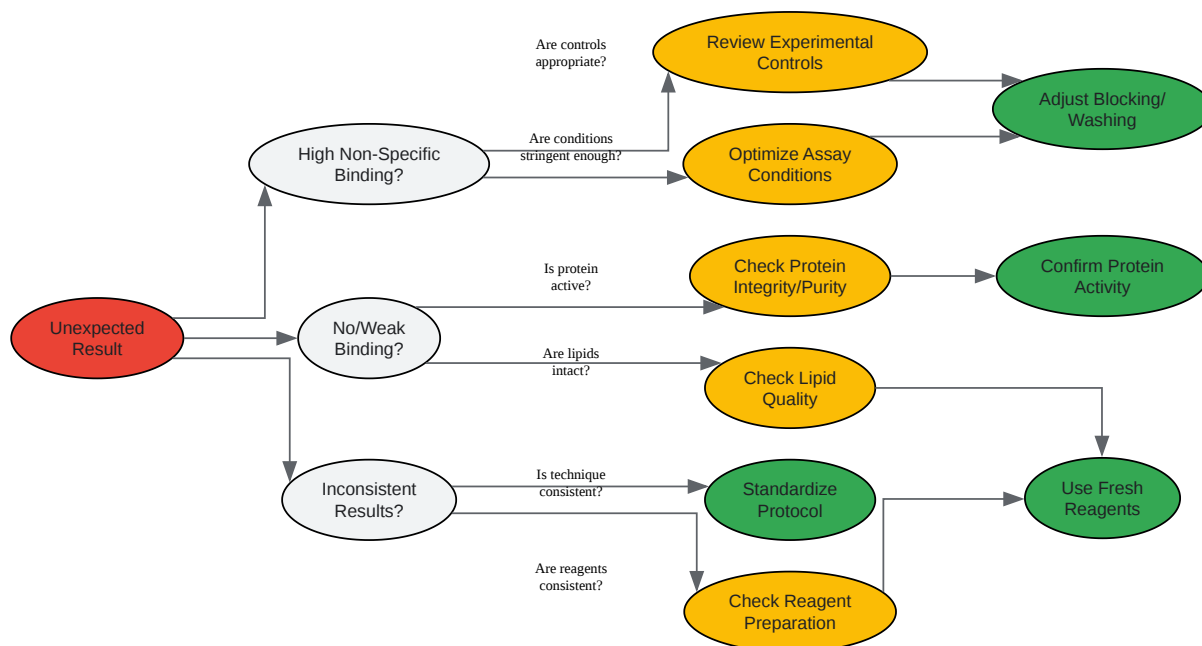 Are controls
appropriate?
Review Experimental
Controls
Adjust Blocking/
Washing
High Non-Specific
Binding?
Are conditions
stringent enough?
Optimize Assay
Conditions
Is protein
active?
Check Protein
Integrity/Purity
Confirm Protein
Activity
Unexpected
Result
No/Weak
Binding?
Are lipids
intact?
Check Lipid
Quality
Inconsistent
Results?
Is technique
consistent?
Standardize
Protocol
Use Fresh
Reagents
Are reagents
consistent?
Check Reagent
Preparation